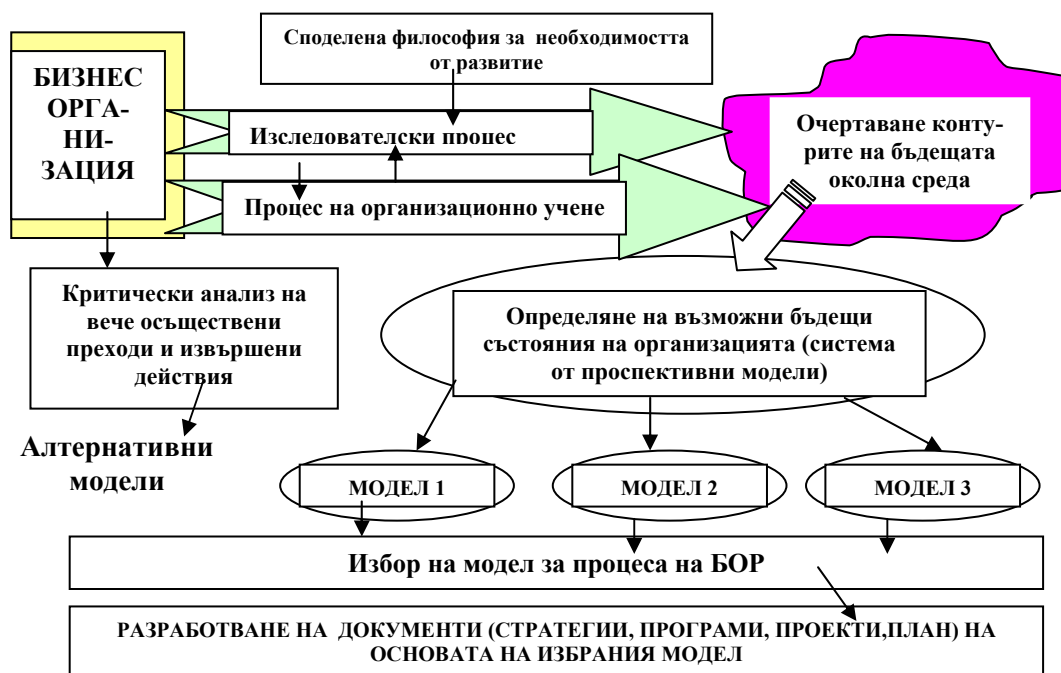 Споделена философия за необходимостта
от развитие
БИЗНЕС
ОРГА-
НИ-
ЗАЦИЯ
Изследователски процес
Процес на организационно учене
Очертаване конту-
рите на бъдещата
околна среда
Критически анализ на
вече осъществени
преходи и извършени
действия
Определяне на възможни бъдещи
състояния на организацията (система
от проспективни модели)
Алтернативни
модели
МОДЕЛ 1
МОДЕЛ 2
МОДЕЛ 3
Избор на модел за процеса на БОР
РАЗРАБОТВАНЕ НА ДОКУМЕНТИ (СТРАТЕГИИ, ПРОГРАМИ, ПРОЕКТИ,ПЛАН) НА
ОСНОВАТА НА ИЗБРАНИЯ МОДЕЛ